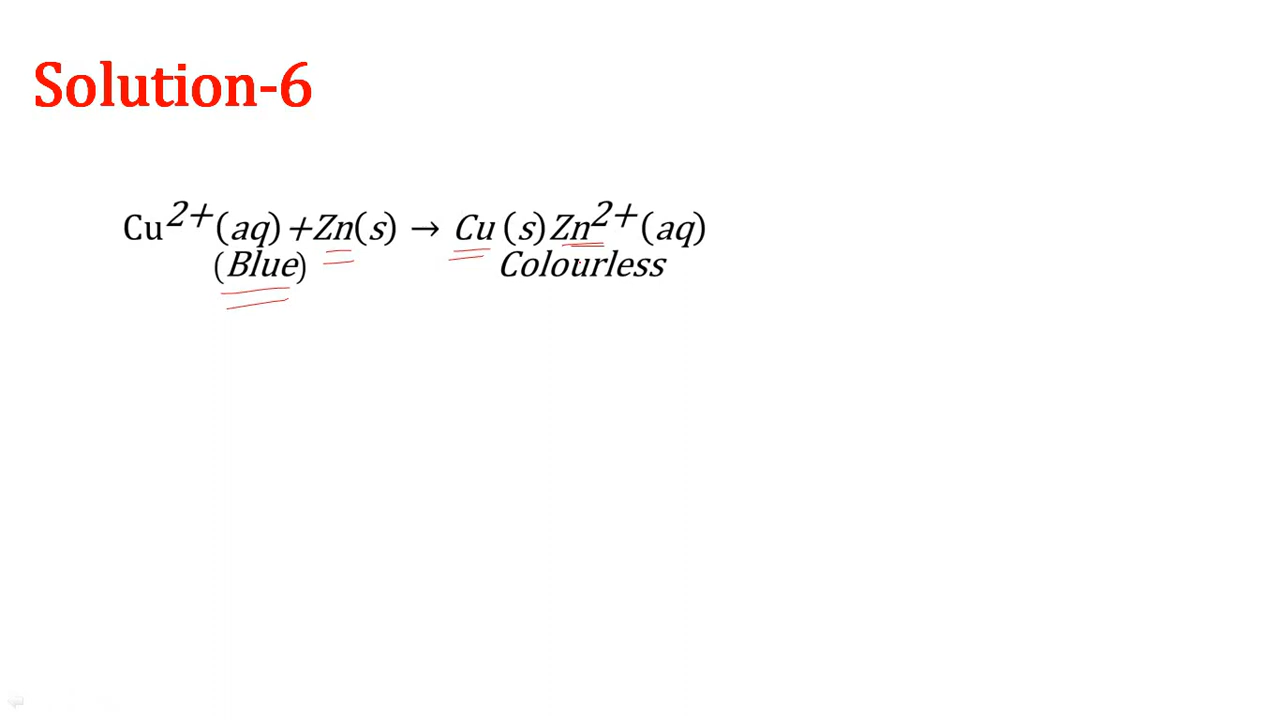 Solution-6
Cu²⁺(aq)+Zn(s) → Cu (s)Zn²⁺(aq)
(Blue) Colourless